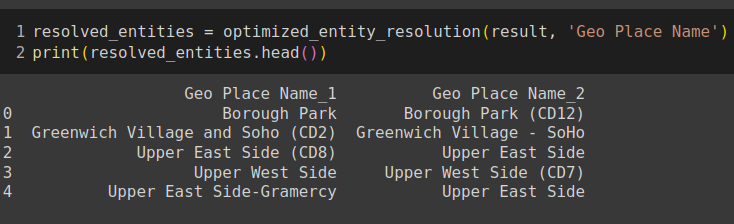 1 resolved_entities = optimized_entity_resolution(result, 'Geo Place Name')
2 print(resolved_entities.head())
Geo Place Name_1 Geo Place Name_2
0 Borough Park Borough Park (CD12)
1 Greenwich Village and Soho (CD2) Greenwich Village - SoHo
2 Upper East Side (CD8) Upper East Side
3 Upper West Side Upper West Side (CD7)
4 Upper East Side-Gramercy Upper East Side